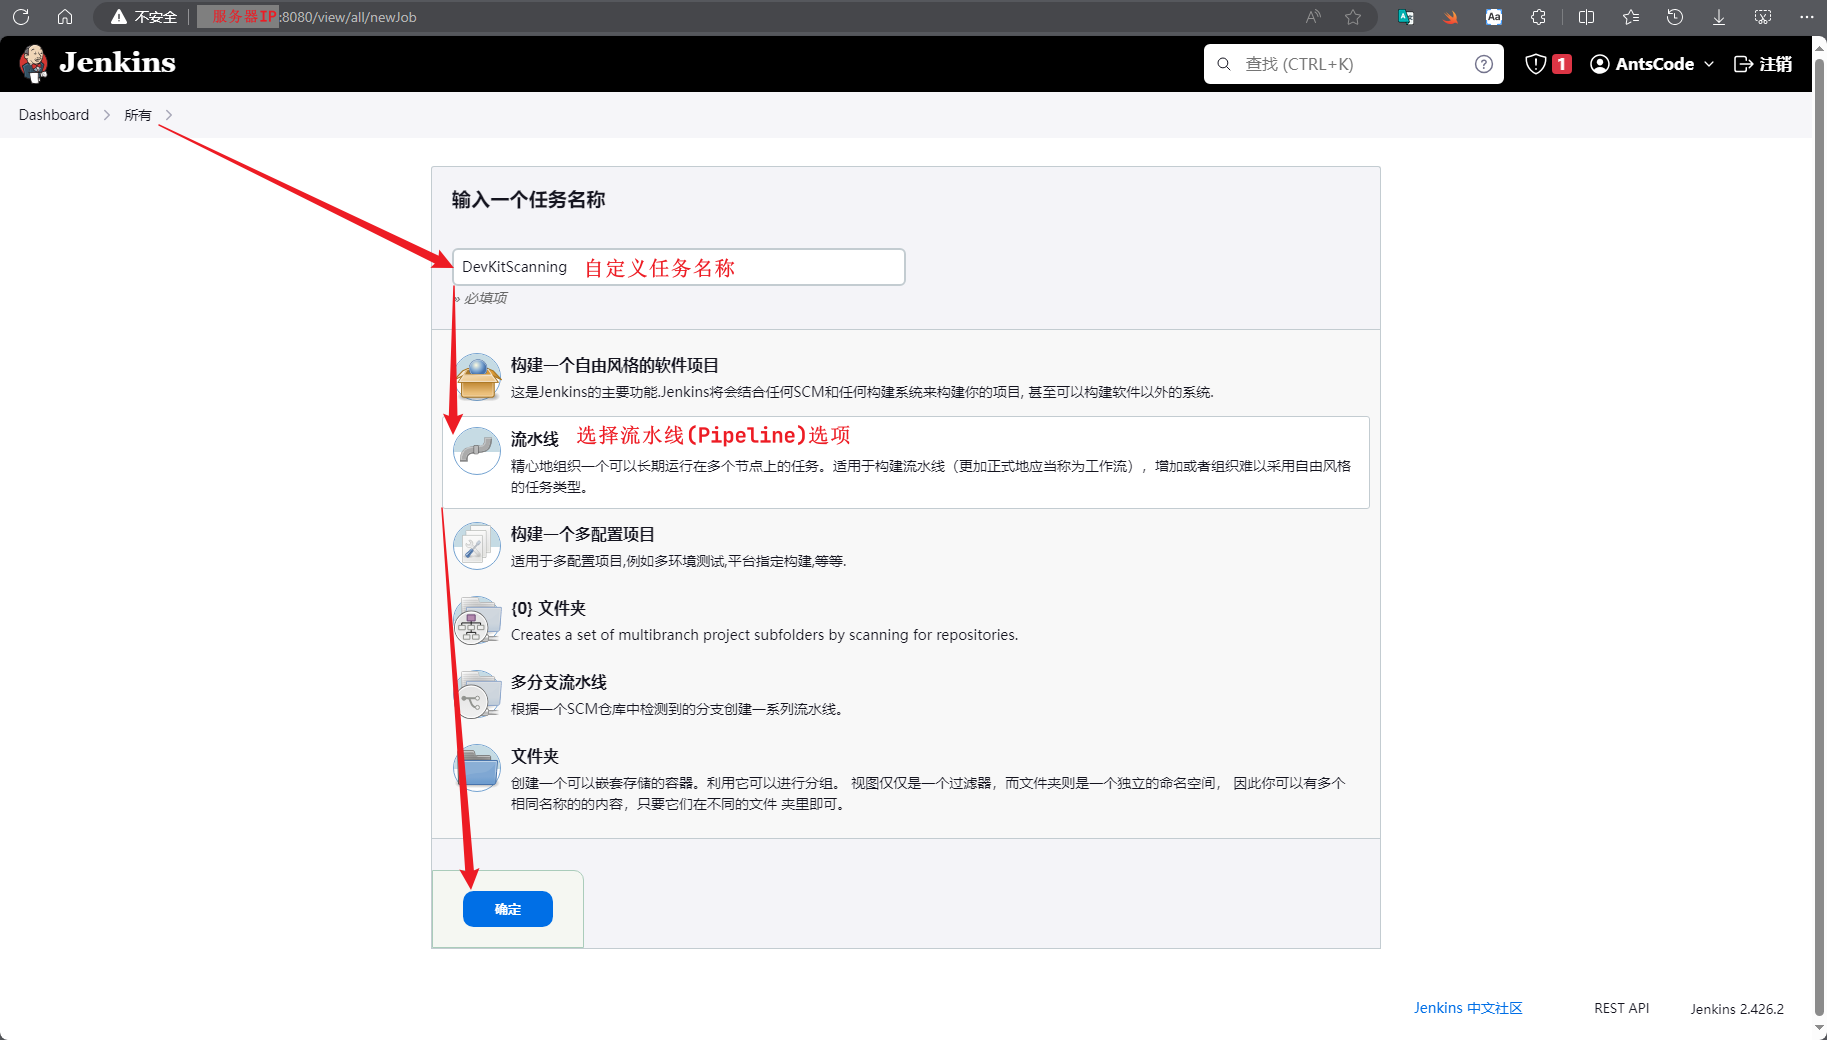 不安全
服务器IP:8080/view/all/newJob
Jenkins
查找 (CTRL+K)
1
AntsCode
注销
Dashboard
所有
输入一个任务名称
DevKitScanning
自定义任务名称
» 必填项
构建一个自由风格的软件项目
这是Jenkins的主要功能.Jenkins将会结合任何SCM和任何构建系统来构建你的项目, 甚至可以构建软件以外的系统.
流水线
选择流水线(Pipeline)选项
精心地组织一个可以长期运行在多个节点上的任务。适用于构建流水线（更加正式地应当称为工作流），增加或者组织难以采用自由风格
的任务类型。
构建一个多配置项目
适用于多配置项目,例如多环境测试,平台指定构建,等等.
{0} 文件夹
Creates a set of multibranch project subfolders by scanning for repositories.
多分支流水线
根据一个SCM仓库中检测到的分支创建一系列流水线。
文件夹
创建一个可以嵌套存储的容器。利用它可以进行分组。 视图仅仅是一个过滤器，而文件夹则是一个独立的命名空间， 因此你可以有多个
相同名称的的内容，只要它们在不同的文件 夹里即可。
确定
Jenkins 中文社区
REST API
Jenkins 2.426.2